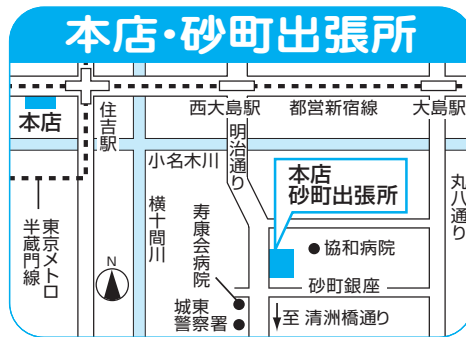 本店・砂町出張所
本店
住吉駅
西大島駅
都営新宿線
大島駅
明治通り
小名木川
本店
砂町出張所
丸八通り
東京メトロ
半蔵門線
横十間川
寿康会病院
協和病院
N
砂町銀座
城東
警察署
至 清洲橋通り